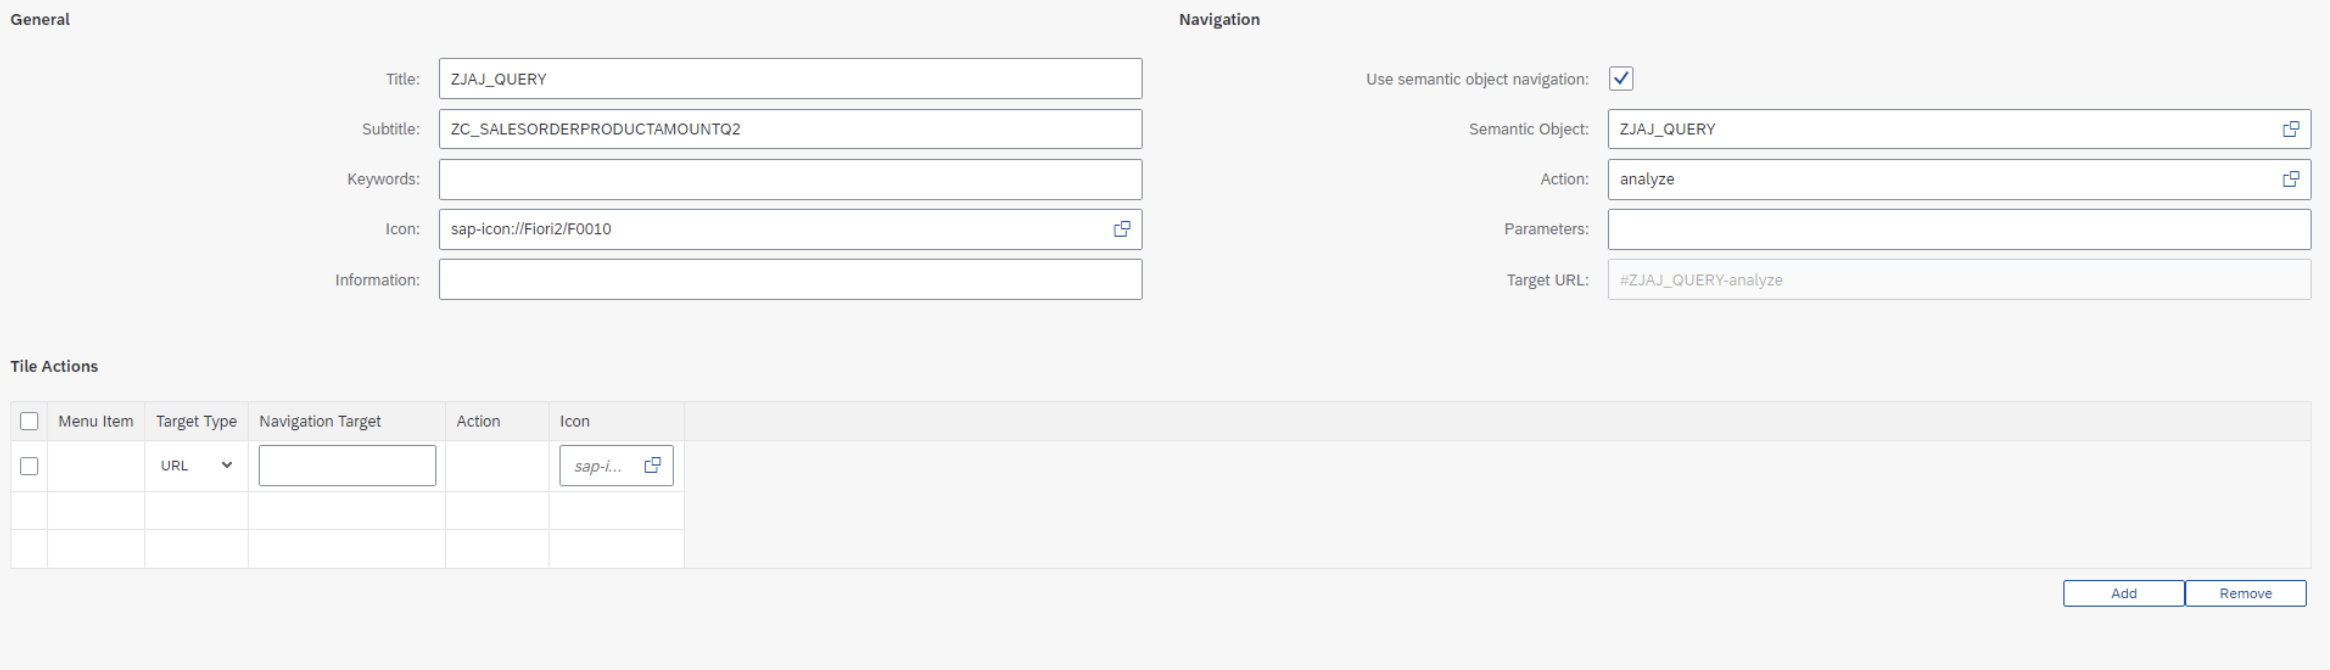 General
Title: ZJAJ_QUERY
Subtitle: ZC_SALESORDERPRODUCTAMOUNTQ2
Keywords:
Icon: sap-icon://Fiori2/F0010
Information:
Navigation
Use semantic object navigation:
Semantic Object: ZJAJ_QUERY
Action: analyze
Parameters:
Target URL: #ZJAJ_QUERY-analyze
Tile Actions
Menu Item Target Type Navigation Target Action Icon
URL sap-i...
Add Remove